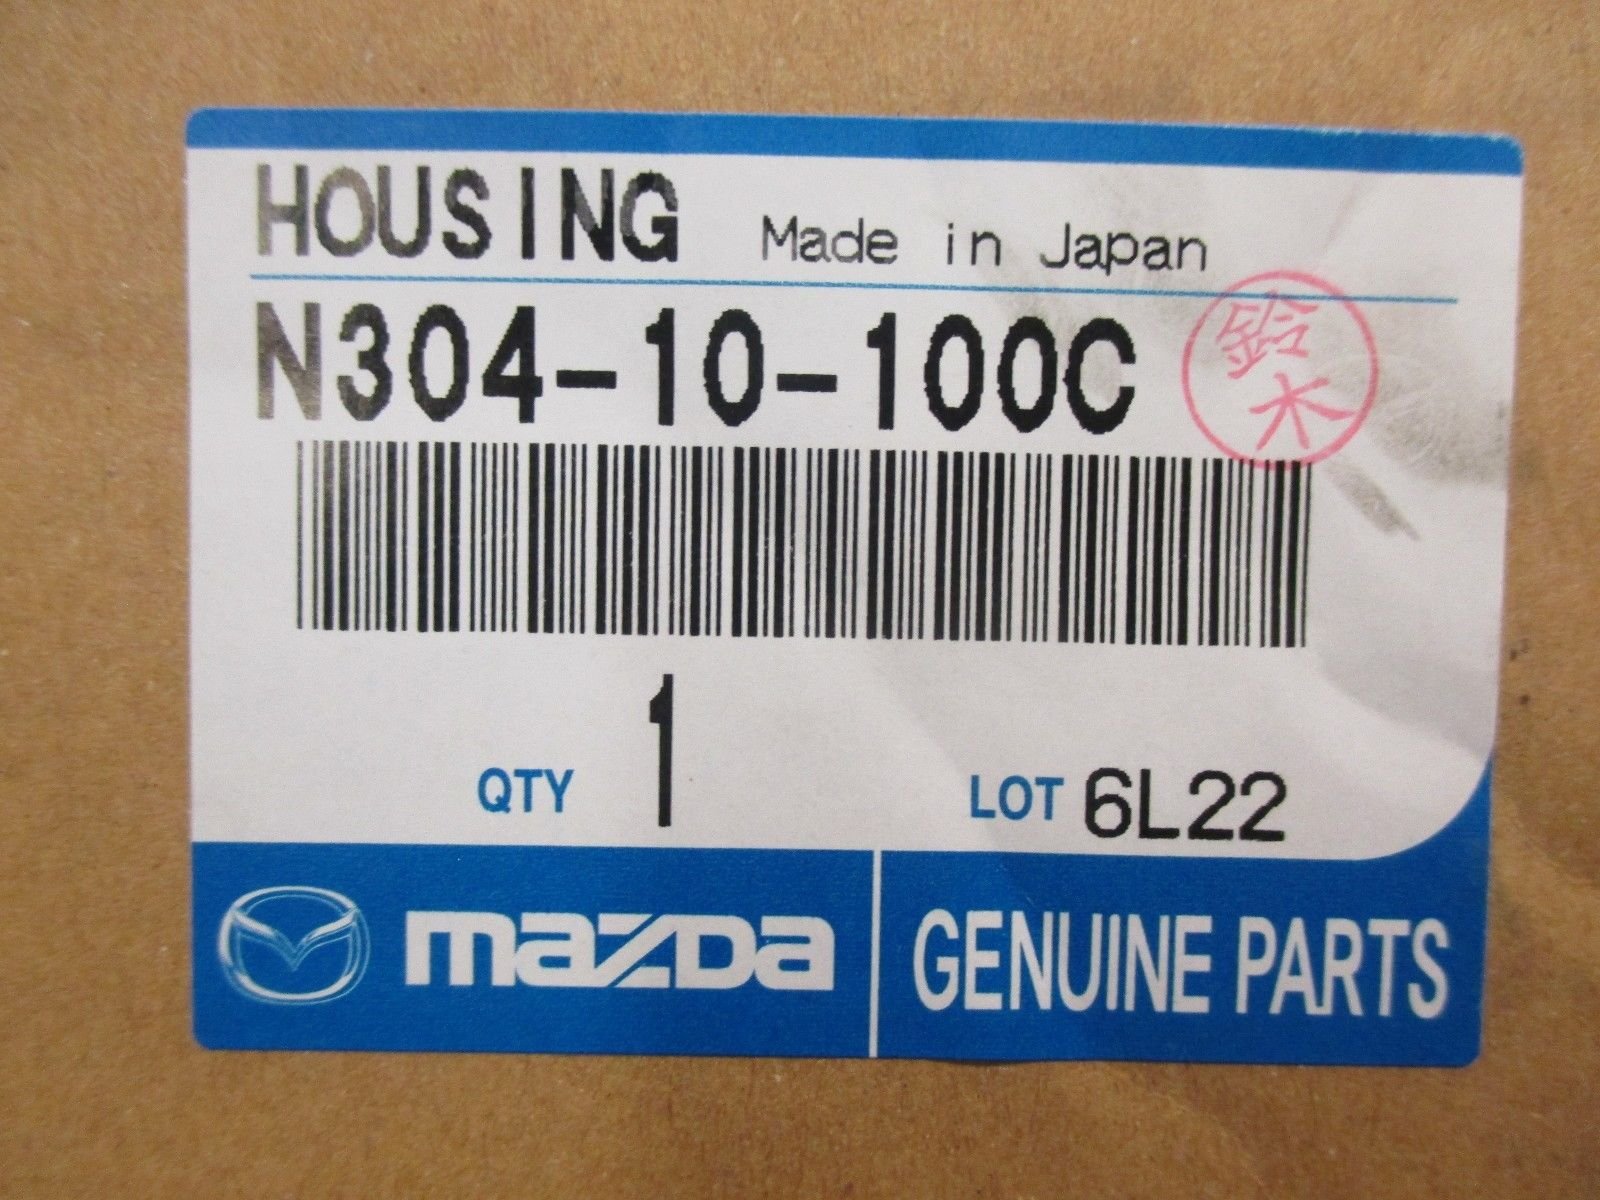 HOUSING Made in Japan
N304-10-100C
鈴木
QTY 1 LOT 6L22
mazda GENUINE PARTS